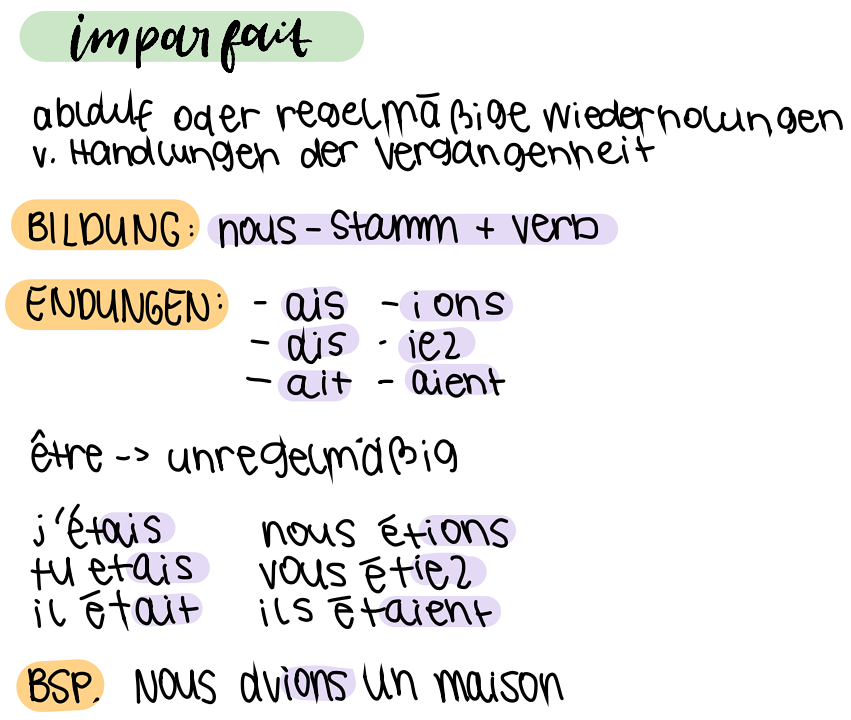 imparfait
ablauf oder regelmäßige wiederholungen
v. Handlungen der vergangenheit
BILDUNG: nous-Stamm + verb
ENDUNGEN: - ais - ions
- ais - iez
- ait - aient
être -> unregelmäßig
j'étais nous étions
tu etais vous étiez
il était ils étaient
BSP. Nous avions un maison